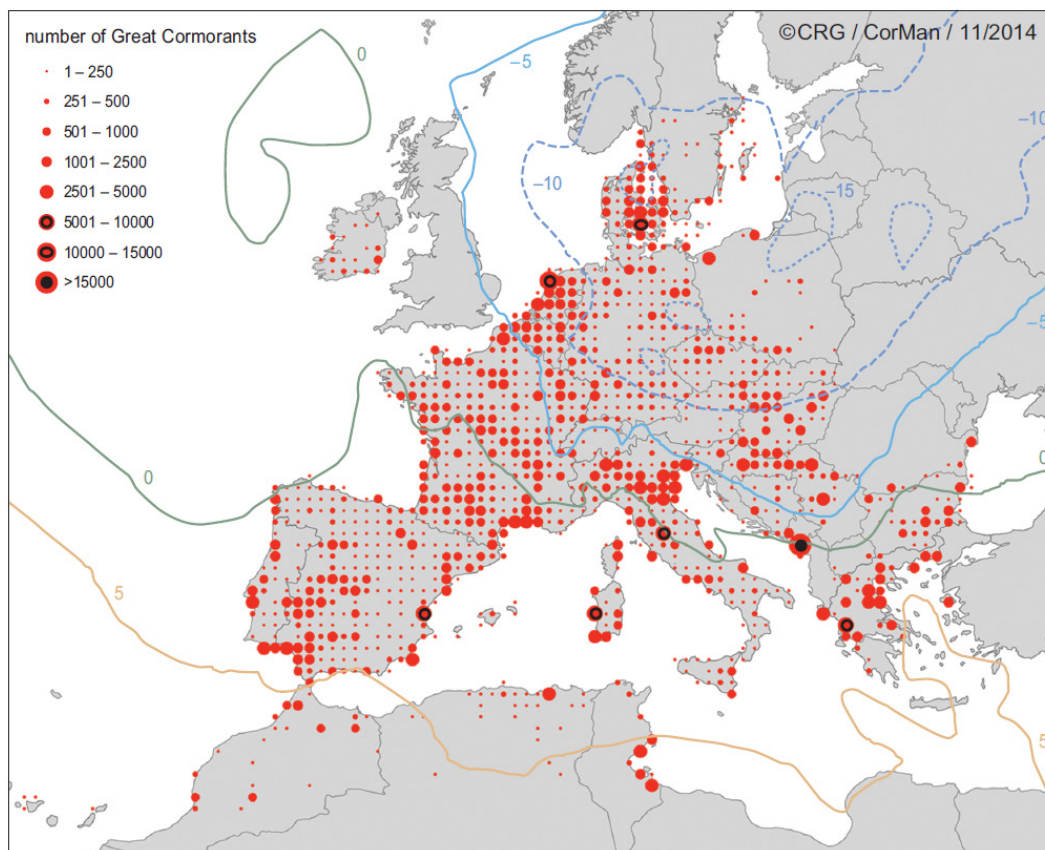 number of Great Cormorants
1 – 250
251 – 500
501 – 1000
1001 – 2500
2501 – 5000
5001 – 10000
10000 – 15000
>15000
©CRG / CorMan / 11/2014
0
–5
–10
–10
–15
–5
0
0
5
5